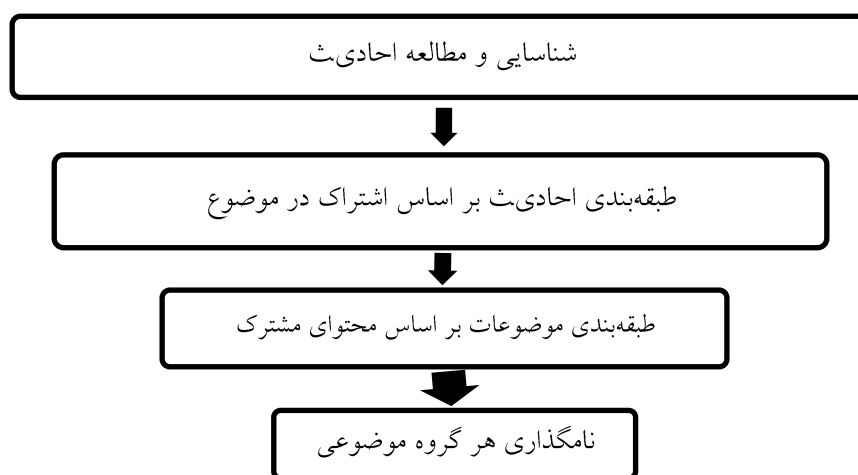 شناسایی و مطالعه احادیث
طبقه‌بندی احادیث بر اساس اشتراک در موضوع
طبقه‌بندی موضوعات بر اساس محتوای مشترک
نامگذاری هر گروه موضوعی